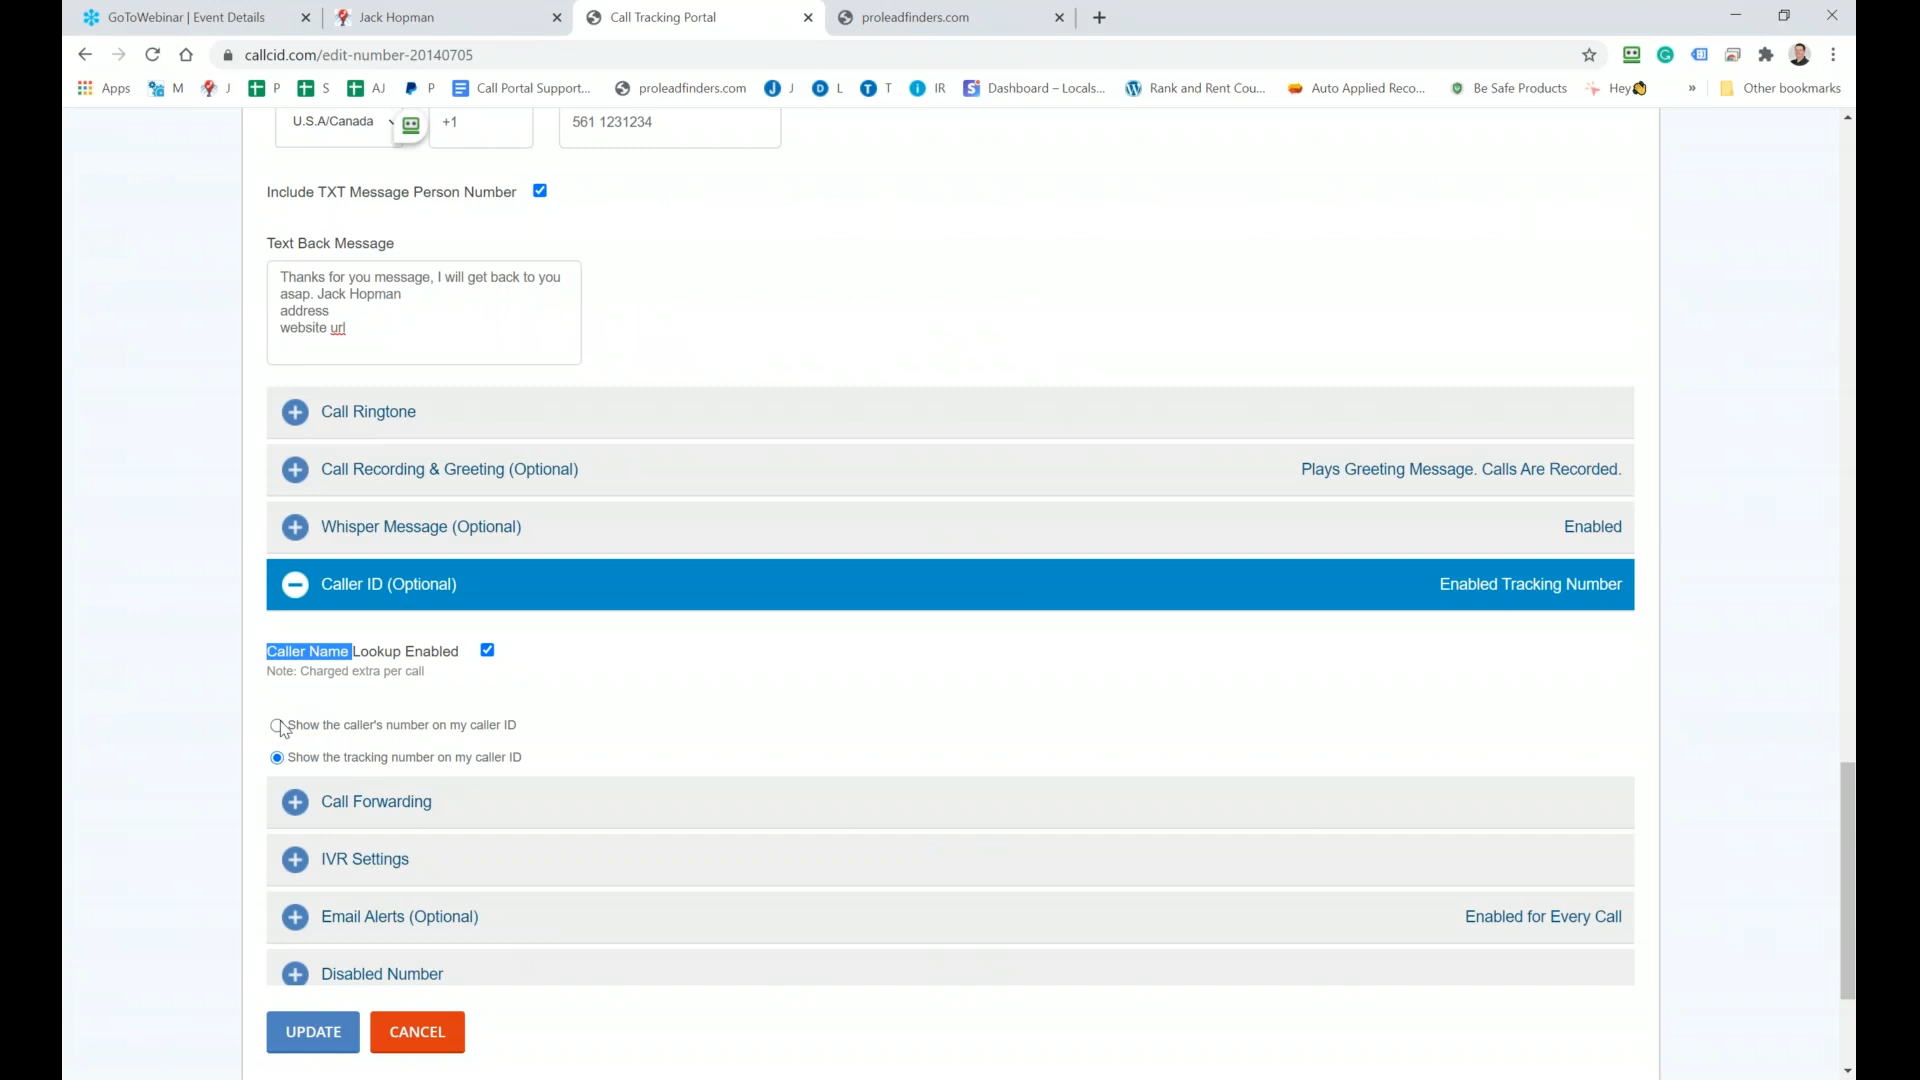 GoToWebinar | Event Details
Jack Hopman
Call Tracking Portal
proleadfinders.com
callcid.com/edit-number-20140705
Apps
M
J
P
S
AJ
P
Call Portal Support...
proleadfinders.com
J
L
T
IR
Dashboard – Locals...
Rank and Rent Cou...
Auto Applied Reco...
Be Safe Products
Hey
»
Other bookmarks
U.S.A/Canada
+1
561 1231234
Include TXT Message Person Number
Text Back Message
Thanks for you message, I will get back to you
asap. Jack Hopman
address
website url
Call Ringtone
Call Recording & Greeting (Optional)
Plays Greeting Message. Calls Are Recorded.
Whisper Message (Optional)
Enabled
Caller ID (Optional)
Enabled Tracking Number
Caller Name Lookup Enabled
Note: Charged extra per call
Show the caller's number on my caller ID
Show the tracking number on my caller ID
Call Forwarding
IVR Settings
Email Alerts (Optional)
Enabled for Every Call
Disabled Number
UPDATE
CANCEL